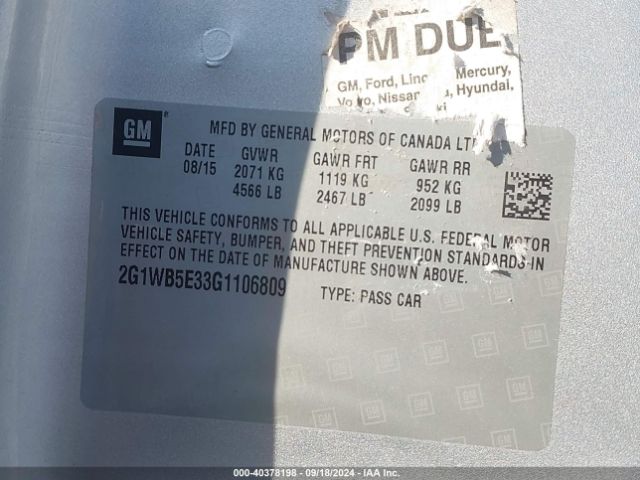 PM DUE
GM, Ford, Mercury,
Hyundai,
GM
MFD BY GENERAL MOTORS OF CANADA
DATE GVWR GAWR FRT GAWR RR
08/15 2071 KG 1119 KG 952 KG
4566 LB 2467 LB 2099 LB
THIS VEHICLE CONFORMS TO ALL APPLICABLE U.S. FEDERAL MOTOR
VEHICLE SAFETY, BUMPER, AND THEFT PREVENTION STANDARDS IN
EFFECT ON THE DATE OF MANUFACTURE SHOWN ABOVE.
2G1WB5E33G1106809 TYPE: PASS CAR
000-40378198 - 09/18/2024 - IAA Inc.